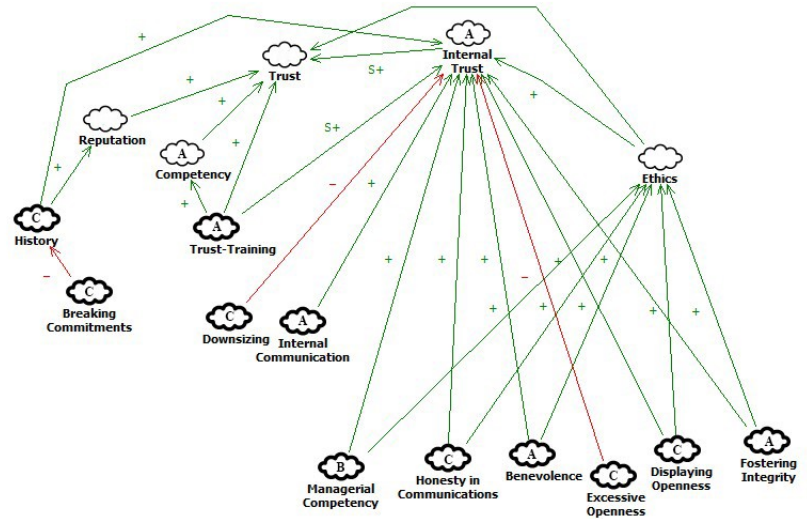 +
A
Internal
Trust
Trust
S+
+
+
+
Reputation
S+
+
A
Competency
+
−
+
Ethics
+
C
History
A
Trust-Training
−
C
Breaking
Commitments
C
Downsizing
A
Internal
Communication
+
+
+
−
+
+
+
+
+
+
+
+
B
Managerial
Competency
C
Honesty in
Communications
A
Benevolence
C
Excessive
Openness
C
Displaying
Openness
A
Fostering
Integrity